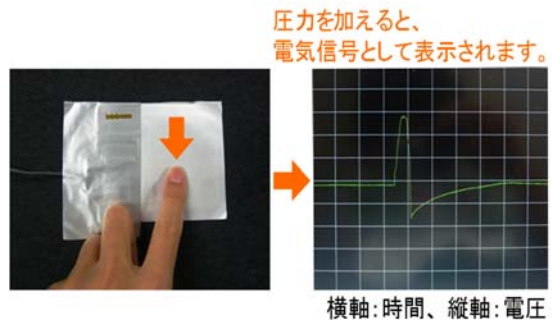 圧力を加えると、
電気信号として表示されます。
横軸:時間、縦軸:電圧